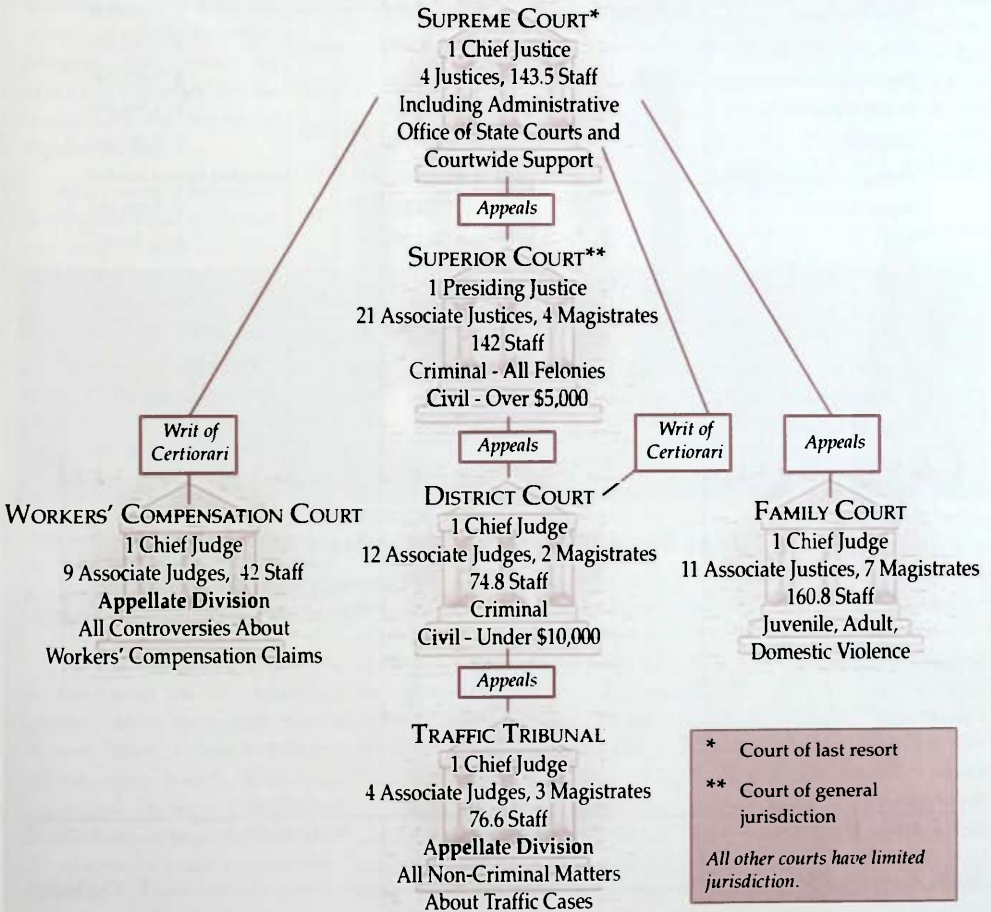 SUPREME COURT*
1 Chief Justice
4 Justices, 143.5 Staff
Including Administrative
Office of State Courts and
Courtwide Support
Appeals
SUPERIOR COURT**
1 Presiding Justice
21 Associate Justices, 4 Magistrates
142 Staff
Criminal - All Felonies
Civil - Over $5,000
Writ of
Certiorari
Appeals
Writ of
Certiorari
Appeals
WORKERS' COMPENSATION COURT
1 Chief Judge
9 Associate Judges, 42 Staff
Appellate Division
All Controversies About
Workers' Compensation Claims
DISTRICT COURT
1 Chief Judge
12 Associate Judges, 2 Magistrates
74.8 Staff
Criminal
Civil - Under $10,000
FAMILY COURT
1 Chief Judge
11 Associate Justices, 7 Magistrates
160.8 Staff
Juvenile, Adult,
Domestic Violence
Appeals
TRAFFIC TRIBUNAL
1 Chief Judge
4 Associate Judges, 3 Magistrates
76.6 Staff
Appellate Division
All Non-Criminal Matters
About Traffic Cases
* Court of last resort
** Court of general
jurisdiction
All other courts have limited
jurisdiction.